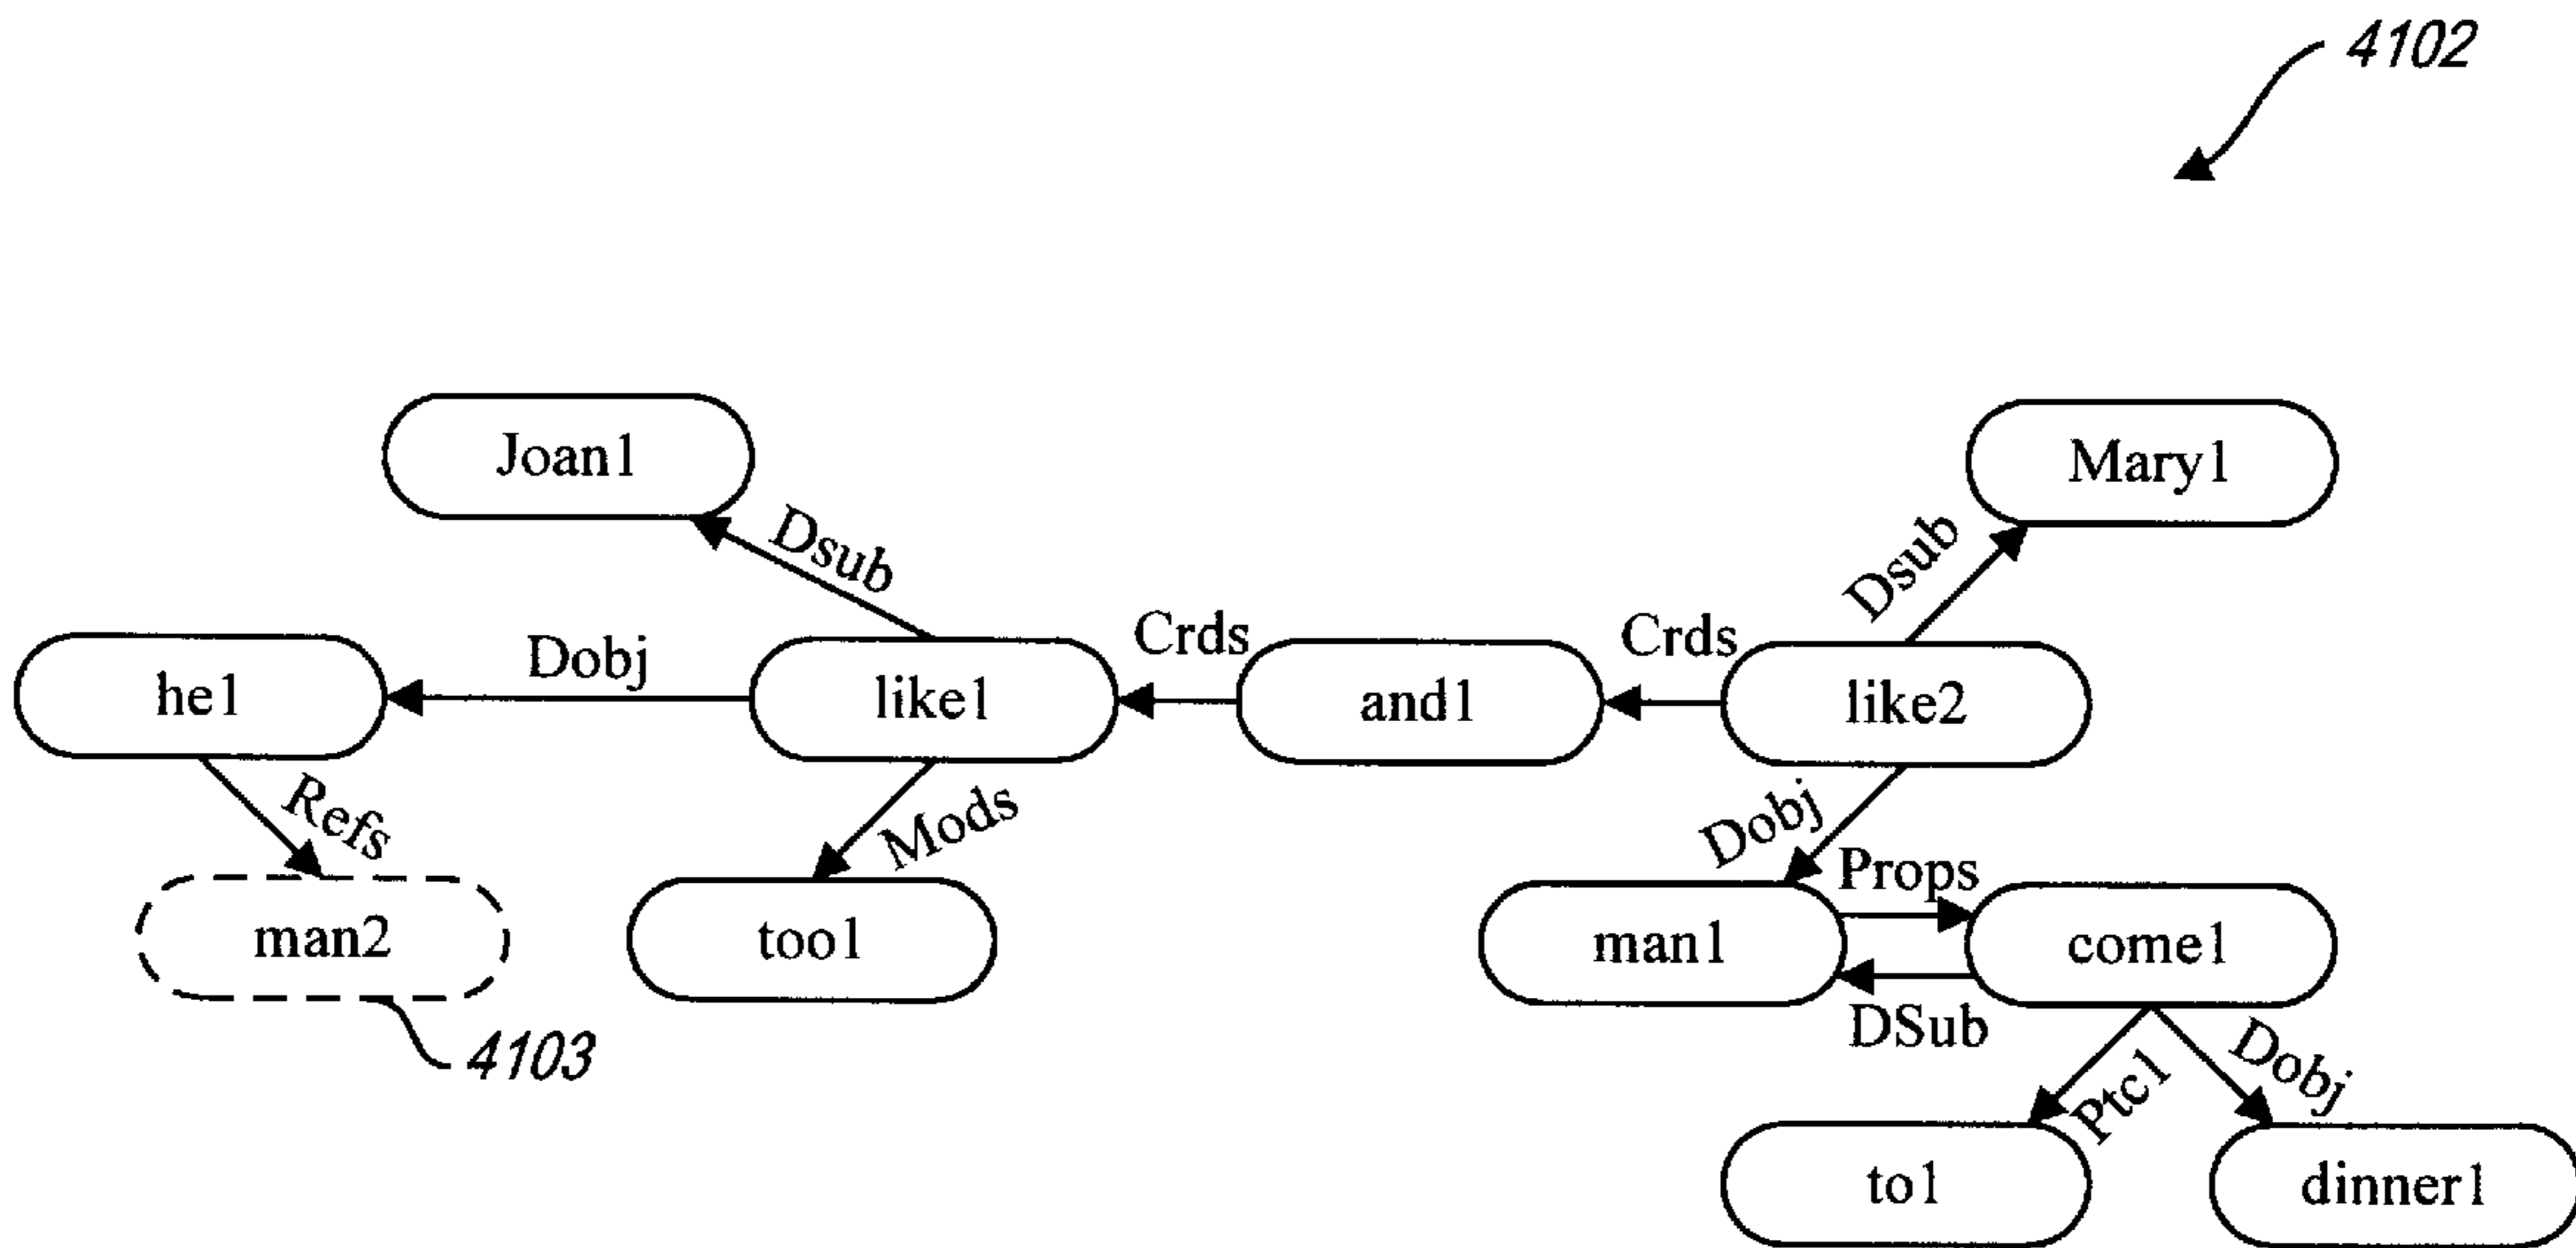 4102
Joan1
Mary1
Dsub
Dsub
he1
Dobj
like1
Crds
and1
Crds
like2
Refs
Mods
Dobj
Props
man2
too1
man1
come1
DSub
4103
Ptc1
Dobj
to1
dinner1